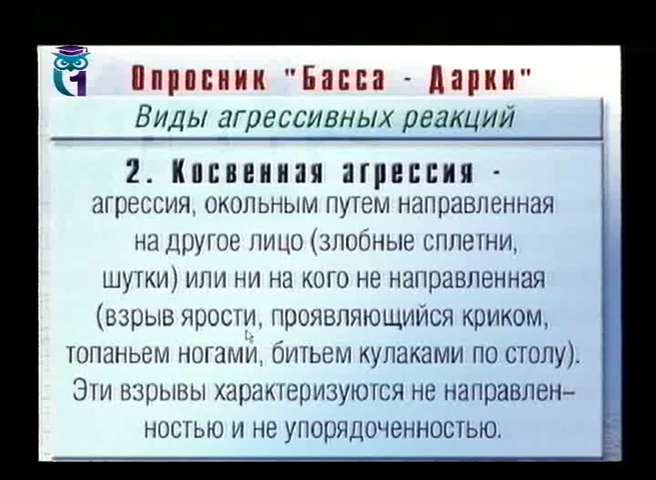 1
Опросник "Басса - Дарки"
Виды агрессивных реакций
2. Косвенная агрессия -
агрессия, окольным путем направленная
на другое лицо (злобные сплетни,
шутки) или ни на кого не направленная
(взрыв ярости, проявляющийся криком,
топаньем ногами, битьем кулаками по столу).
Эти взрывы характеризуются не направлен–
ностью и не упорядоченностью.